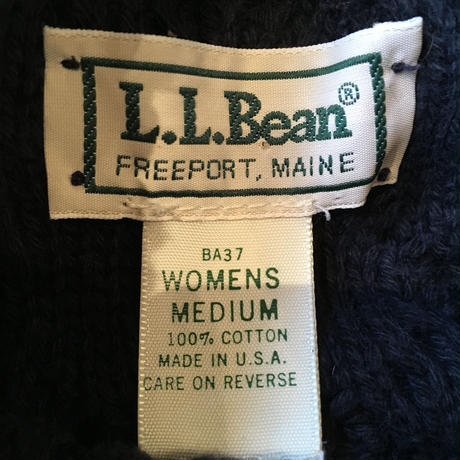 L.L.Bean®
FREEPORT, MAINE
BA37
WOMENS
MEDIUM
100% COTTON
MADE IN U.S.A.
CARE ON REVERSE